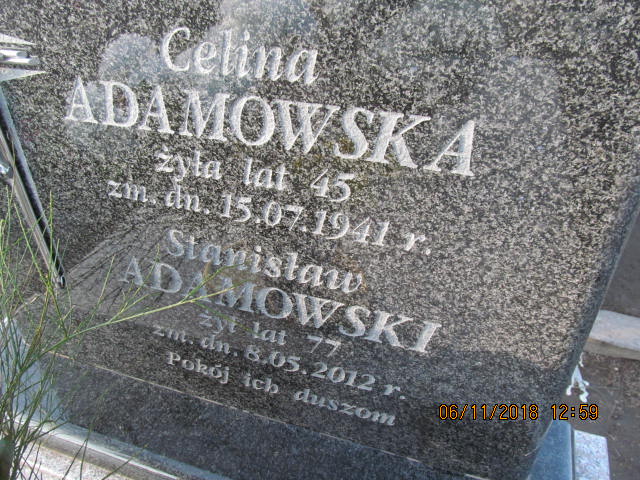 Celina
ADAMOWSKA
żyła lat 45
zm. dn. 15.07.1941 r.
Stanisław
ADAMOWSKI
żył lat 77
zm. dn. 8.05.2012 r.
Pokój ich duszom
06/11/2018 12:59